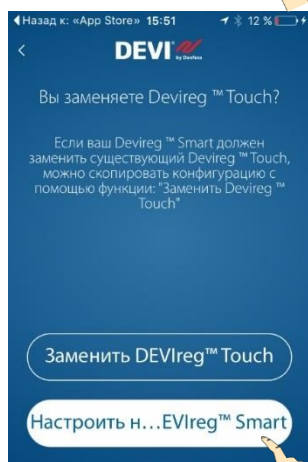 Назад к: «App Store» 15:51 12 %
DEVI
by Danfoss
Вы заменяете Devireg ™ Touch?
Если ваш Devireg ™ Smart должен
заменить существующий Devireg ™ Touch,
можно скопировать конфигурацию с
помощью функции: "Заменить Devireg ™
Touch"
Заменить DEVIreg™ Touch
Настроить н…EVIreg™ Smart